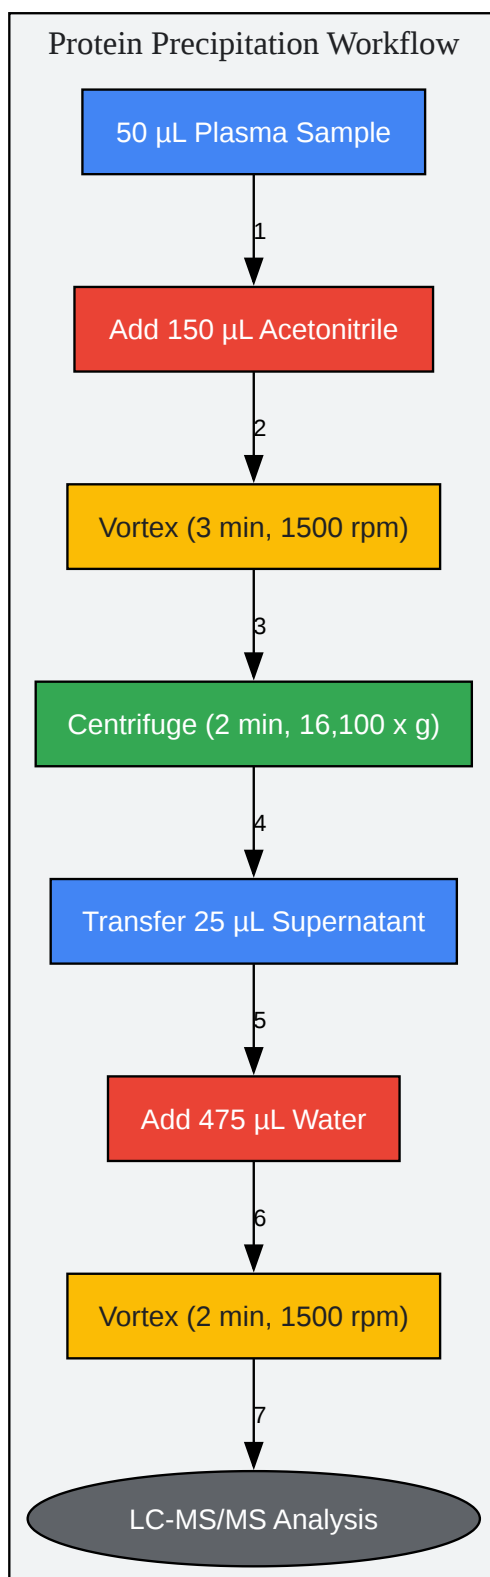 Protein Precipitation Workflow
50 µL Plasma Sample
1
Add 150 µL Acetonitrile
2
Vortex (3 min, 1500 rpm)
3
Centrifuge (2 min, 16,100 x g)
4
Transfer 25 µL Supernatant
5
Add 475 µL Water
6
Vortex (2 min, 1500 rpm)
7
LC-MS/MS Analysis